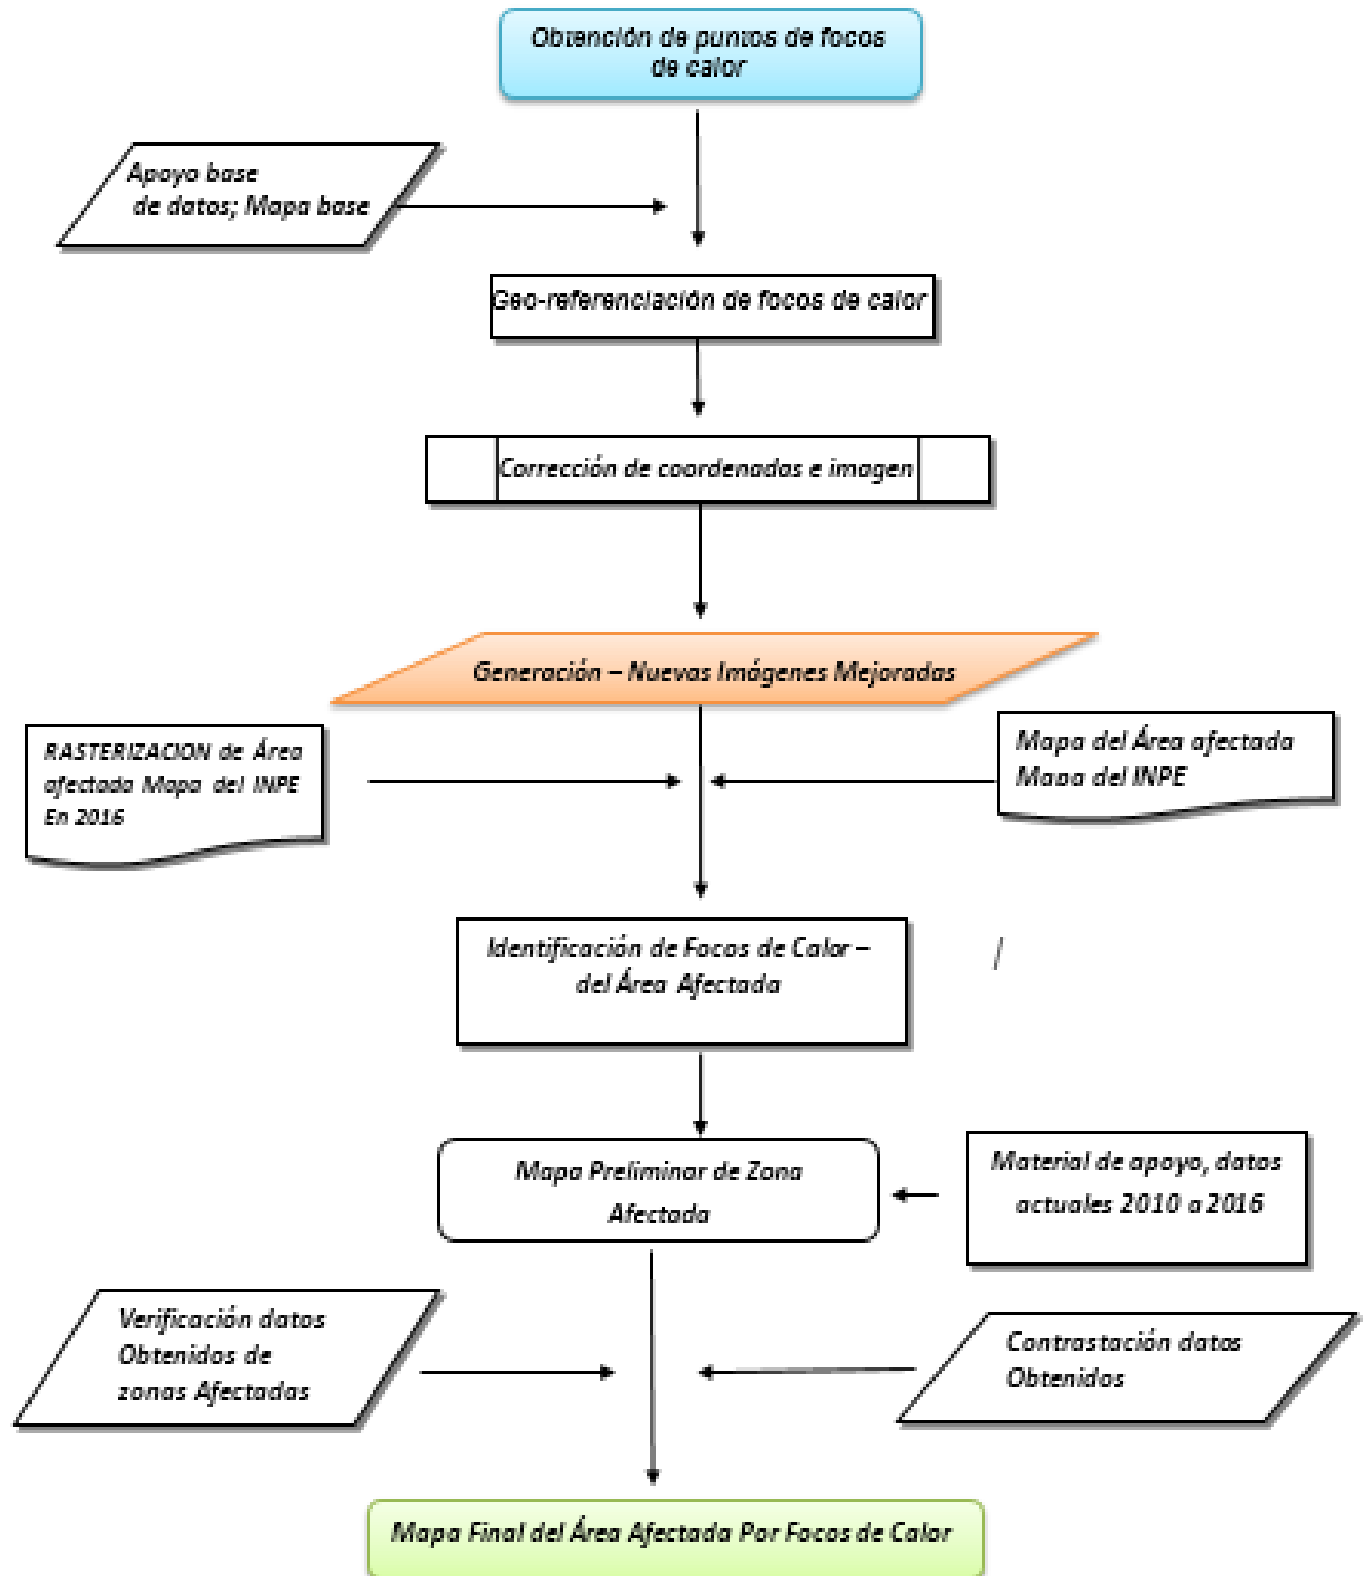 Obtención de puntos de focos
de calor
Apoyo base
de datos; Mapa base
Geo-referenciación de focos de calor
Corrección de coordenadas e imagen
Generación – Nuevas Imágenes Mejoradas
RASTERIZACION de Área
afectada Mapa del INPE
En 2016
Mapa del Área afectada
Mapa del INPE
Identificación de Focos de Calor –
del Área Afectada
/
Mapa Preliminar de Zona
Afectada
Material de apoyo, datos
actuales 2010 a 2016
Verificación datos
Obtenidos de
zonas Afectadas
Contrastación datos
Obtenidos
Mapa Final del Área Afectada Por Focos de Calor